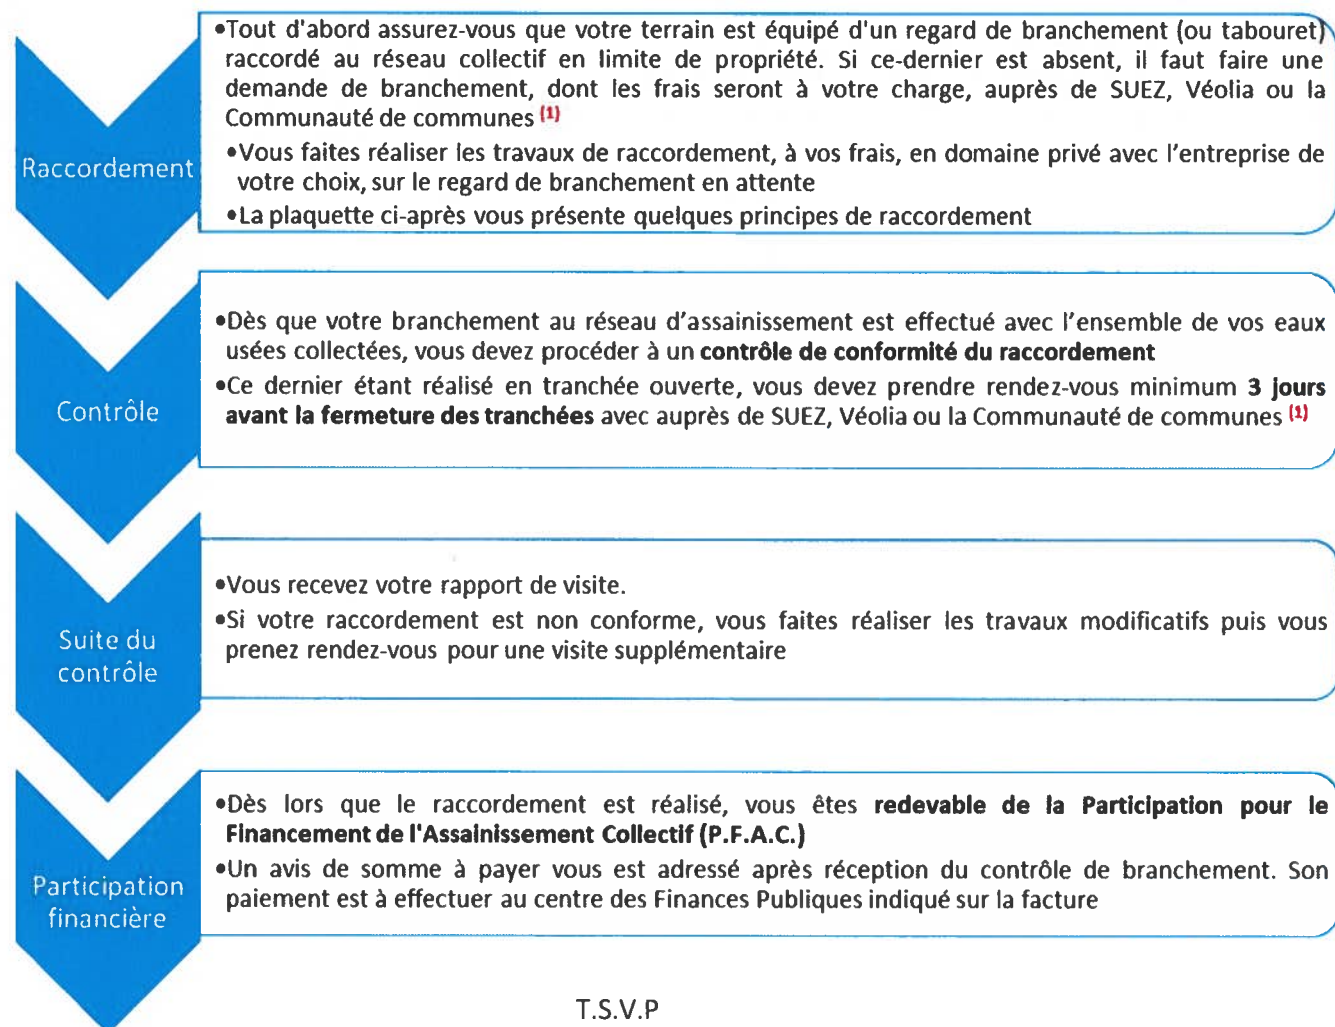 •Tout d'abord assurez-vous que votre terrain est équipé d'un regard de branchement (ou tabouret)
raccordé au réseau collectif en limite de propriété. Si ce-dernier est absent, il faut faire une
demande de branchement, dont les frais seront à votre charge, auprès de SUEZ, Véolia ou la
Communauté de communes (1)
Raccordement
•Vous faites réaliser les travaux de raccordement, à vos frais, en domaine privé avec l'entreprise de
votre choix, sur le regard de branchement en attente
•La plaquette ci-après vous présente quelques principes de raccordement
•Dès que votre branchement au réseau d'assainissement est effectué avec l'ensemble de vos eaux
usées collectées, vous devez procéder à un contrôle de conformité du raccordement
Contrôle
•Ce dernier étant réalisé en tranchée ouverte, vous devez prendre rendez-vous minimum 3 jours
avant la fermeture des tranchées avec auprès de SUEZ, Véolia ou la Communauté de communes (1)
•Vous recevez votre rapport de visite.
Suite du
contrôle
•Si votre raccordement est non conforme, vous faites réaliser les travaux modificatifs puis vous
prenez rendez-vous pour une visite supplémentaire
•Dès lors que le raccordement est réalisé, vous êtes redevable de la Participation pour le
Financement de l'Assainissement Collectif (P.F.A.C.)
Participation
financière
•Un avis de somme à payer vous est adressé après réception du contrôle de branchement. Son
paiement est à effectuer au centre des Finances Publiques indiqué sur la facture
T.S.V.P